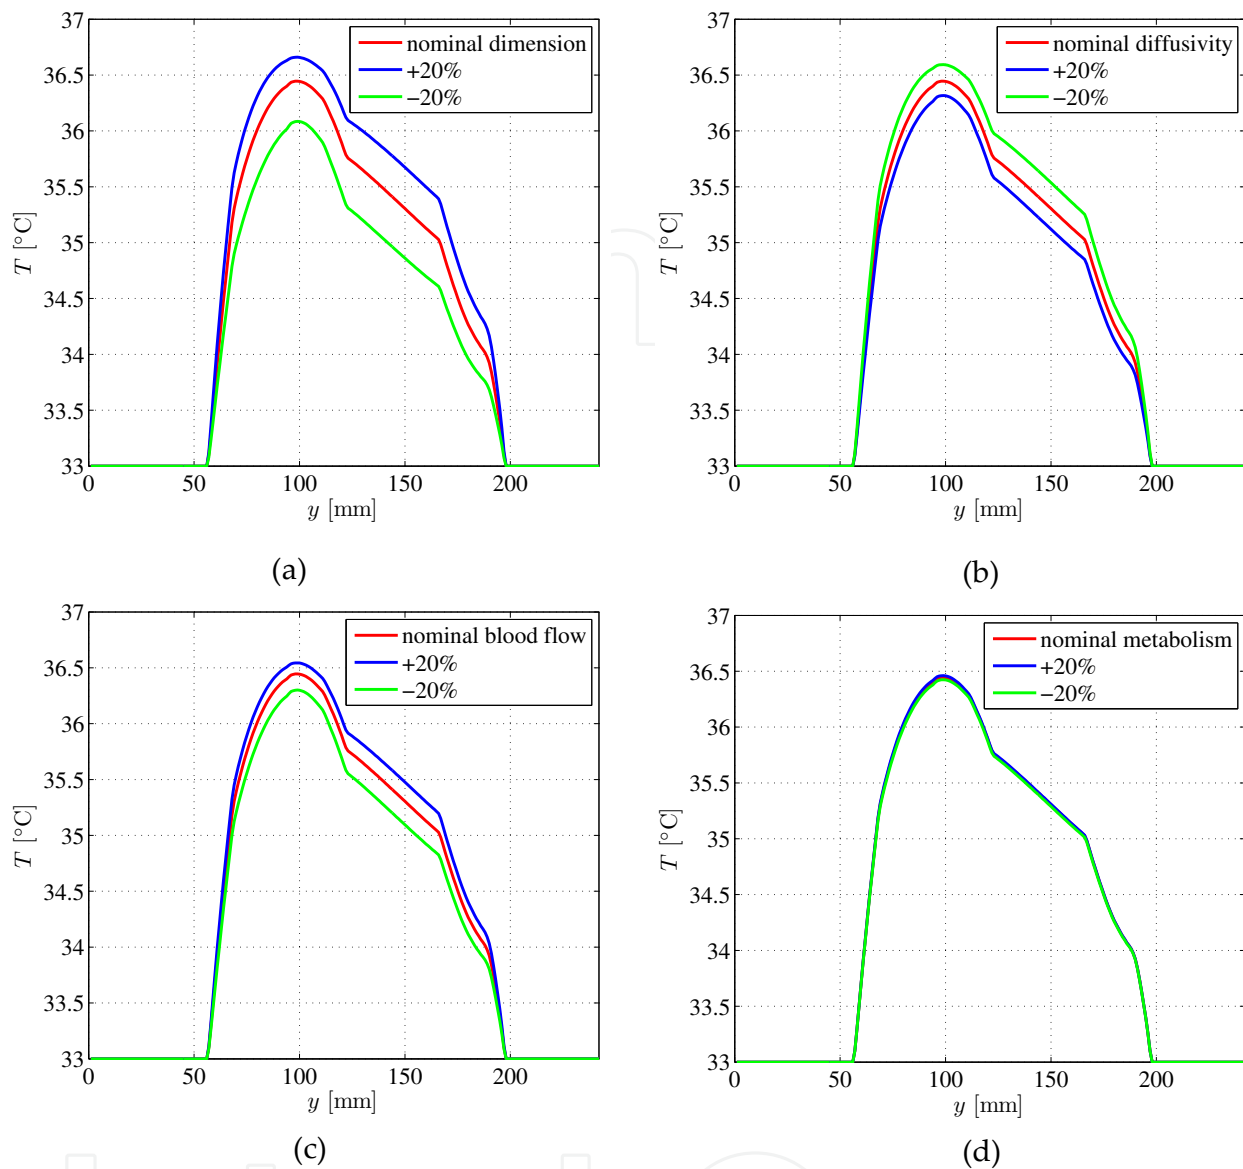 37
36.5
36
35.5
35
34.5
34
33.5
33
0 50 100 150 200
T [°C]
y [mm]
nominal dimension
+20%
−20%
(a)
37
36.5
36
35.5
35
34.5
34
33.5
33
0 50 100 150 200
T [°C]
y [mm]
nominal diffusivity
+20%
−20%
(b)
37
36.5
36
35.5
35
34.5
34
33.5
33
0 50 100 150 200
T [°C]
y [mm]
nominal blood flow
+20%
−20%
(c)
37
36.5
36
35.5
35
34.5
34
33.5
33
0 50 100 150 200
T [°C]
y [mm]
nominal metabolism
+20%
−20%
(d)